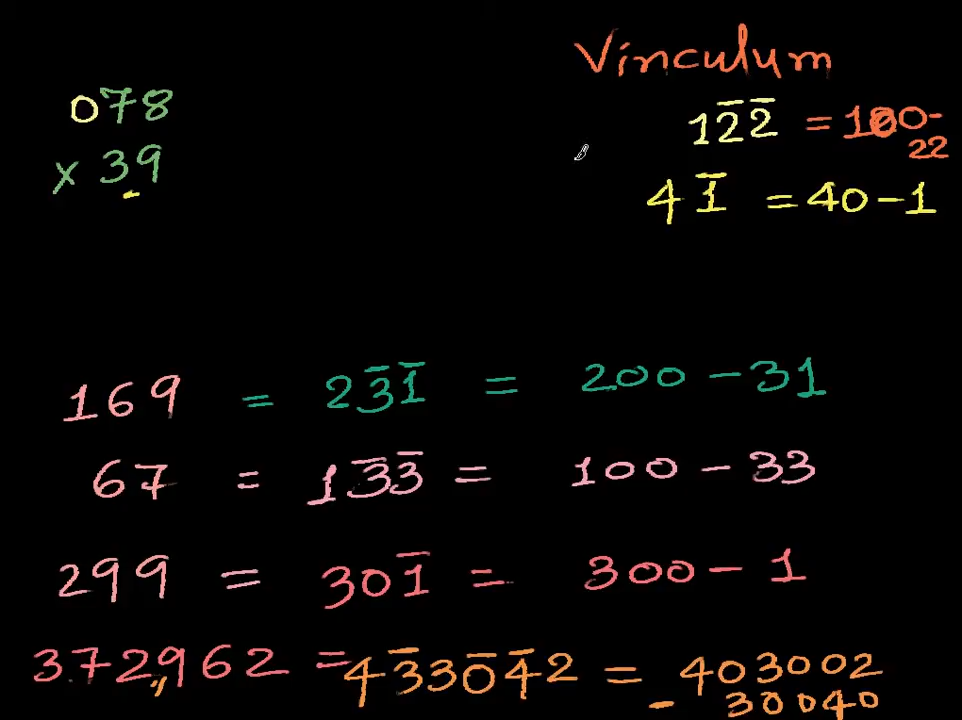 Vinculum
078
12̅2̅ = 100-
22
x 39
41̅ = 40-1
169 = 23̅1̅ = 200-31
67 = 13̅3̅ = 100-33
299 = 301̅ = 300-1
372962 = 43̅30̅4̅2 = 403002
- 30040